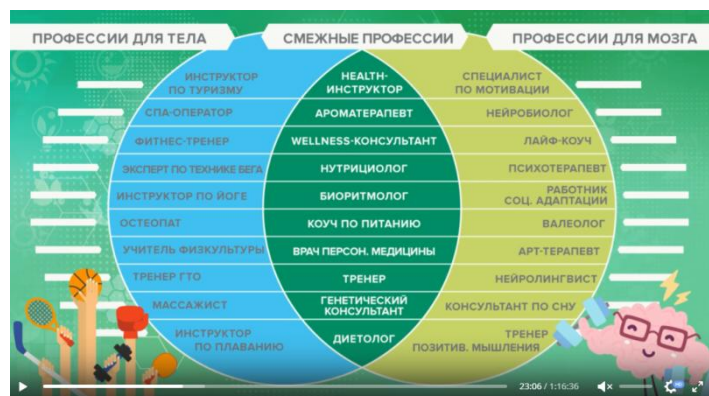 ПРОФЕССИИ ДЛЯ ТЕЛА
СМЕЖНЫЕ ПРОФЕССИИ
ПРОФЕССИИ ДЛЯ МОЗГА
ИНСТРУКТОР
ПО ТУРИЗМУ
HEALTH-
ИНСТРУКТОР
СПЕЦИАЛИСТ
ПО МОТИВАЦИИ
СПА-ОПЕРАТОР
АРОМАТЕРАПЕВТ
НЕЙРОБИОЛОГ
ФИТНЕС-ТРЕНЕР
WELLNESS-КОНСУЛЬТАНТ
ЛАЙФ-КОУЧ
ЭКСПЕРТ ПО ТЕХНИКЕ БЕГА
НУТРИЦИОЛОГ
ПСИХОТЕРАПЕВТ
ИНСТРУКТОР ПО ЙОГЕ
БИОРИТМОЛОГ
РАБОТНИК
СОЦ. АДАПТАЦИИ
ОСТЕОПАТ
КОУЧ ПО ПИТАНИЮ
ВАЛЕОЛОГ
УЧИТЕЛЬ ФИЗКУЛЬТУРЫ
ВРАЧ ПЕРСОН. МЕДИЦИНЫ
АРТ-ТЕРАПЕВТ
ТРЕНЕР ГТО
ТРЕНЕР
НЕЙРОЛИНГВИСТ
МАССАЖИСТ
ГЕНЕТИЧЕСКИЙ
КОНСУЛЬТАНТ
КОНСУЛЬТАНТ ПО СНУ
ИНСТРУКТОР
ПО ПЛАВАНИЮ
ДИЕТОЛОГ
ТРЕНЕР
ПОЗИТИВ. МЫШЛЕНИЯ
23:06 / 1:16:36